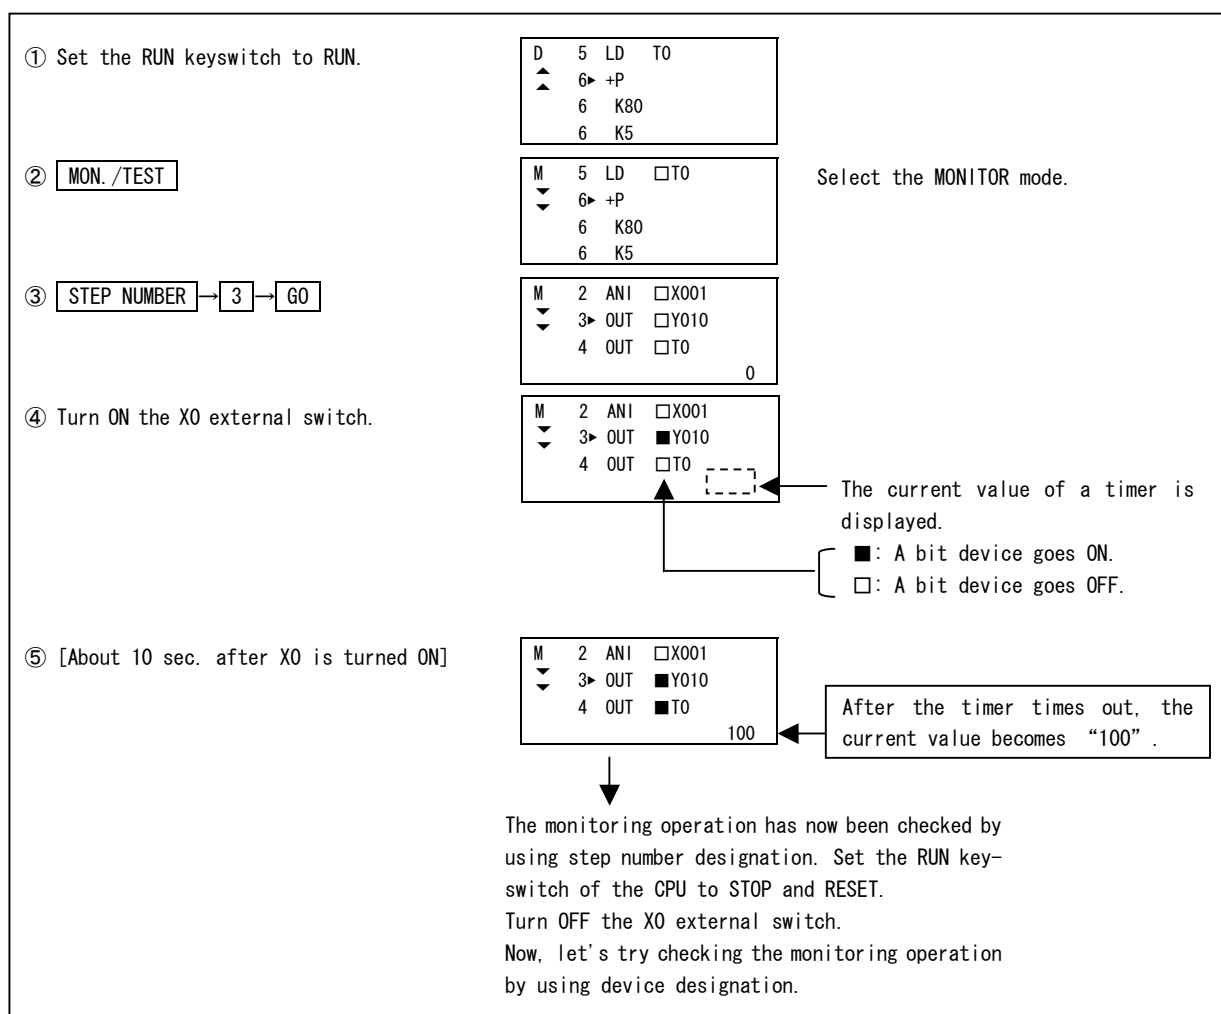 ① Set the RUN keyswitch to RUN.
D 5 LD T0
6▶ +P
6 K80
6 K5
② MON./TEST
M 5 LD □T0
6▶ +P
6 K80
6 K5
Select the MONITOR mode.
③ STEP NUMBER → 3 → GO
M 2 ANI □X001
3▶ OUT □Y010
4 OUT □T0
0
④ Turn ON the X0 external switch.
M 2 ANI □X001
3▶ OUT ■Y010
4 OUT □T0
The current value of a timer is
displayed.
■: A bit device goes ON.
□: A bit device goes OFF.
⑤ [About 10 sec. after X0 is turned ON]
M 2 ANI □X001
3▶ OUT ■Y010
4 OUT ■T0
100
After the timer times out, the
current value becomes “100”.
The monitoring operation has now been checked by
using step number designation. Set the RUN key-
switch of the CPU to STOP and RESET.
Turn OFF the X0 external switch.
Now, let's try checking the monitoring operation
by using device designation.